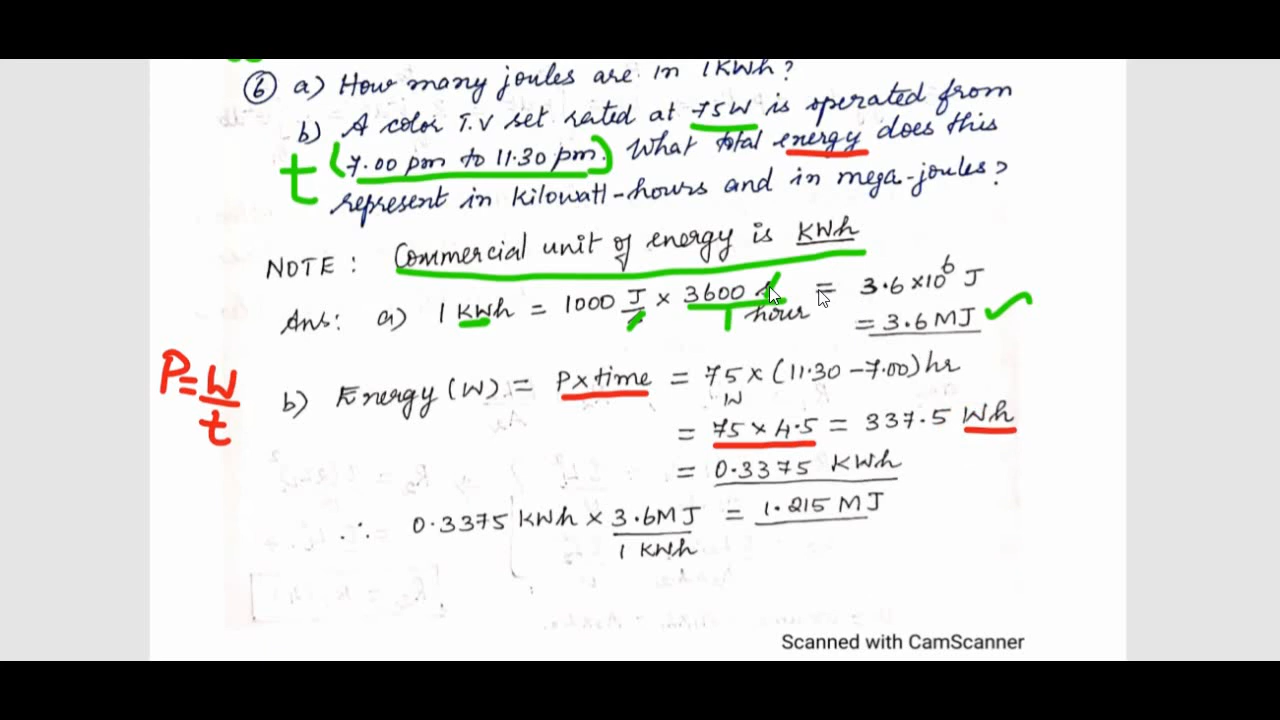 ⑥ a) How many joules are in 1KWh?
b) A color T.V set rated at 75W is operated from
t (7.00 pm to 11.30 pm.) What total energy does this
represent in kilowatt-hours and in mega-joules?
NOTE: Commercial unit of energy is KWh
Ans: a) 1 KWh = 1000 J/s × 3600 s/1 hour = 3.6×10⁶ J
= 3.6 MJ ✓
P=W/t
b) Energy (W) = P×time = 75 × (11.30 – 7.00) hr
W
= 75 × 4.5 = 337.5 Wh
= 0.3375 KWh
∴ 0.3375 KWh × 3.6MJ/1 KWh = 1.215 MJ
Scanned with CamScanner